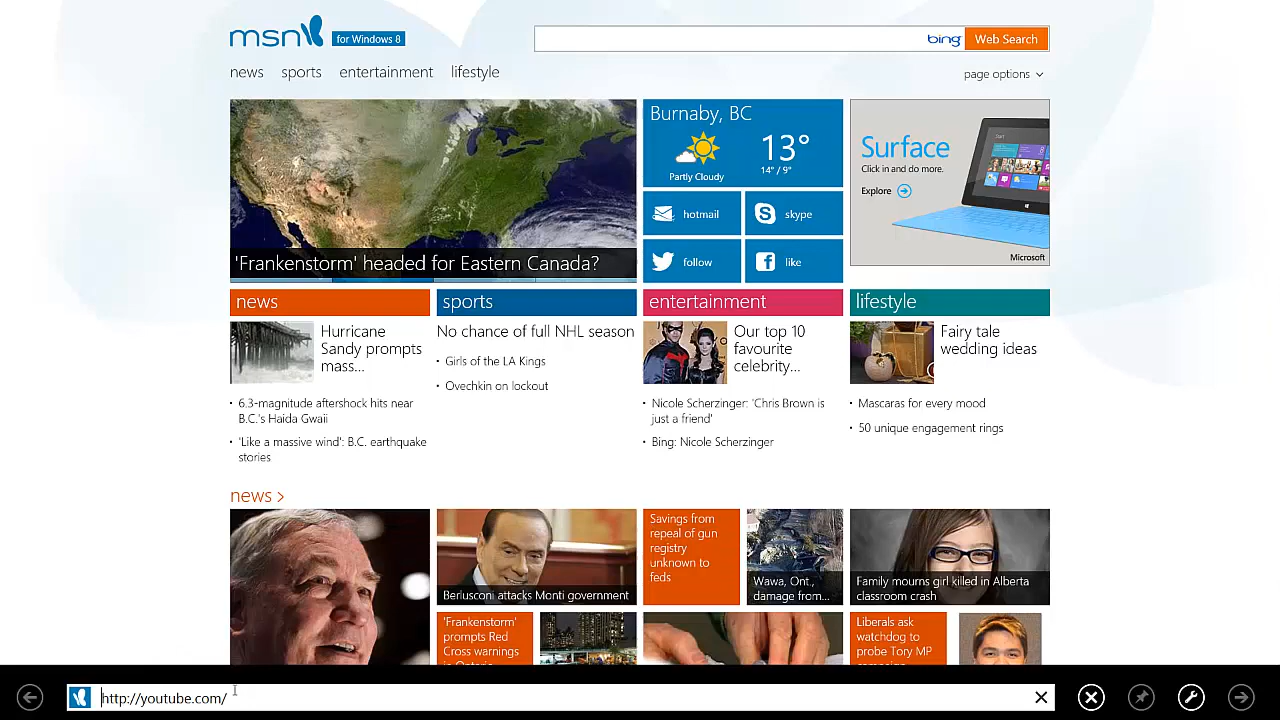 msn for Windows 8
bing Web Search
news sports entertainment lifestyle
page options
'Frankenstorm' headed for Eastern Canada?
Burnaby, BC
13°
14° / 9°
Partly Cloudy
hotmail
skype
follow
like
Surface
Click in and do more.
Explore
Microsoft
news
Hurricane
Sandy prompts
mass...
• 6.3-magnitude aftershock hits near
B.C.'s Haida Gwaii
• 'Like a massive wind': B.C. earthquake
stories
sports
No chance of full NHL season
• Girls of the LA Kings
• Ovechkin on lockout
entertainment
Our top 10
favourite
celebrity...
• Nicole Scherzinger: 'Chris Brown is
just a friend'
• Bing: Nicole Scherzinger
lifestyle
Fairy tale
wedding ideas
• Mascaras for every mood
• 50 unique engagement rings
news >
Berlusconi attacks Monti government
Savings from
repeal of gun
registry
unknown to
feds
Wawa, Ont.,
damage from...
Family mourns girl killed in Alberta
classroom crash
'Frankenstorm'
prompts Red
Cross warnings
in Ontario
Liberals ask
watchdog to
probe Tory MP
http://youtube.com/